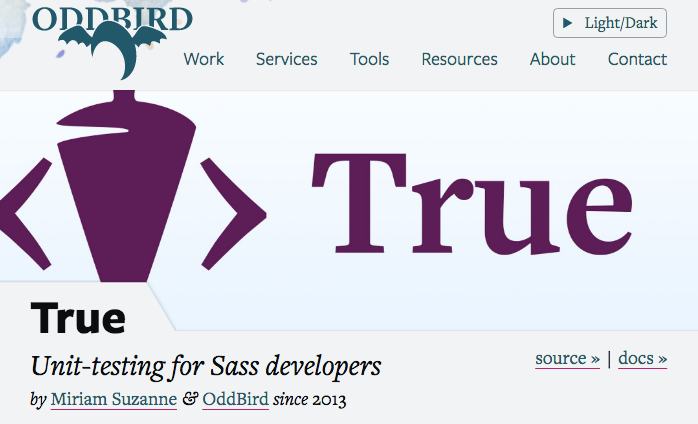 ODDBIRD
Light/Dark
Work Services Tools Resources About Contact
True
True
Unit-testing for Sass developers
source » | docs »
by Miriam Suzanne & OddBird since 2013